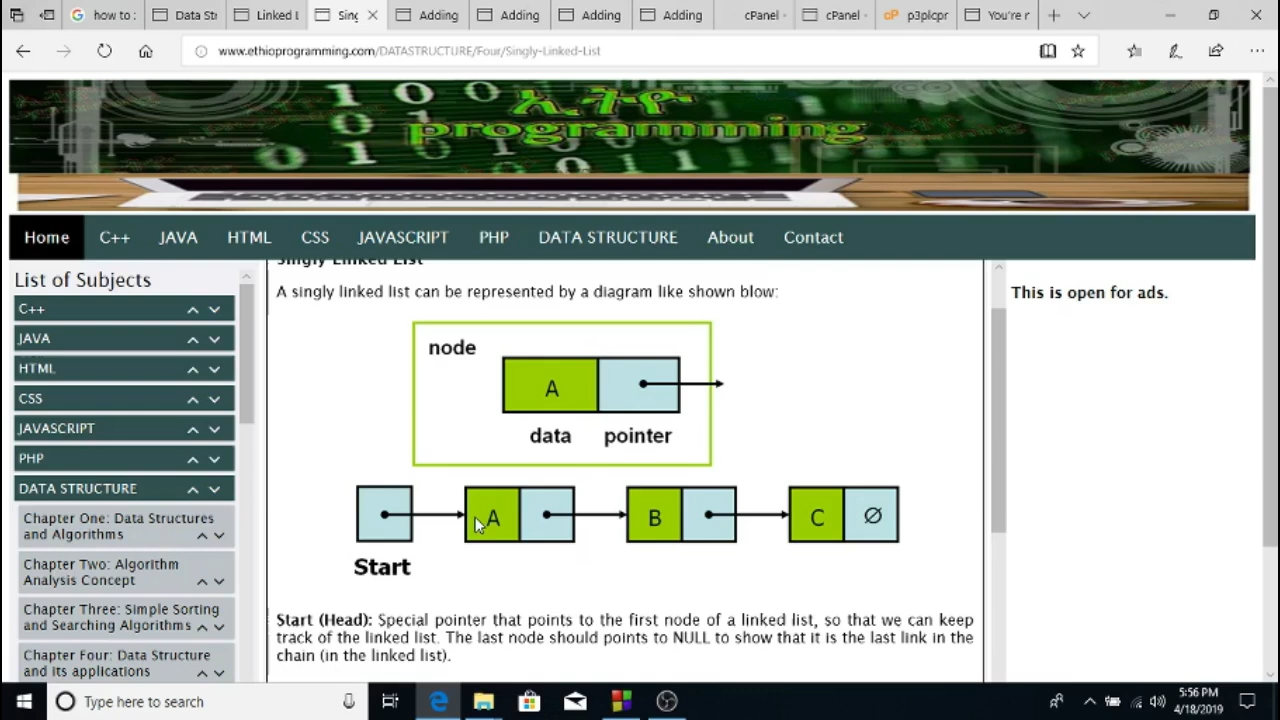 how to :
Data Str
Linked L
Sing
Adding
Adding
Adding
Adding
cPanel
cPanel
cP p3plcpr
You're r
www.ethioprogramming.com/DATASTRUCTURE/Four/Singly-Linked-List
ኢትዮ
programming
Home C++ JAVA HTML CSS JAVASCRIPT PHP DATA STRUCTURE About Contact
List of Subjects
C++
JAVA
HTML
CSS
JAVASCRIPT
PHP
DATA STRUCTURE
Chapter One: Data Structures
and Algorithms
Chapter Two: Algorithm
Analysis Concept
Chapter Three: Simple Sorting
and Searching Algorithms
Chapter Four: Data Structure
and its applications
Singly Linked List
A singly linked list can be represented by a diagram like shown blow:
node
A
data pointer
A B C ∅
Start
Start (Head): Special pointer that points to the first node of a linked list, so that we can keep
track of the linked list. The last node should points to NULL to show that it is the last link in the
chain (in the linked list).
This is open for ads.
Type here to search
5:56 PM
4/18/2019